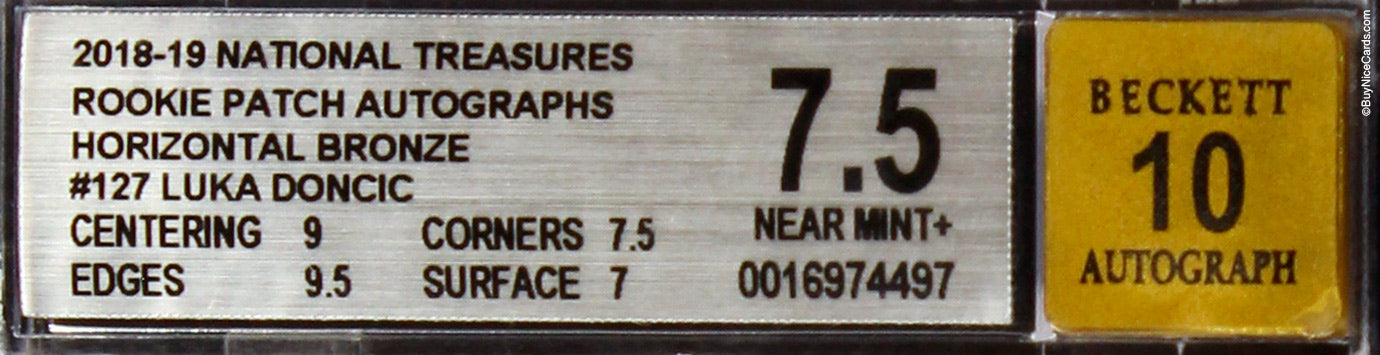 2018-19 NATIONAL TREASURES
ROOKIE PATCH AUTOGRAPHS
HORIZONTAL BRONZE
#127 LUKA DONCIC
CENTERING 9 CORNERS 7.5
EDGES 9.5 SURFACE 7
7.5
NEAR MINT+
0016974497
BECKETT
10
AUTOGRAPH
©BuyNiceCards.com